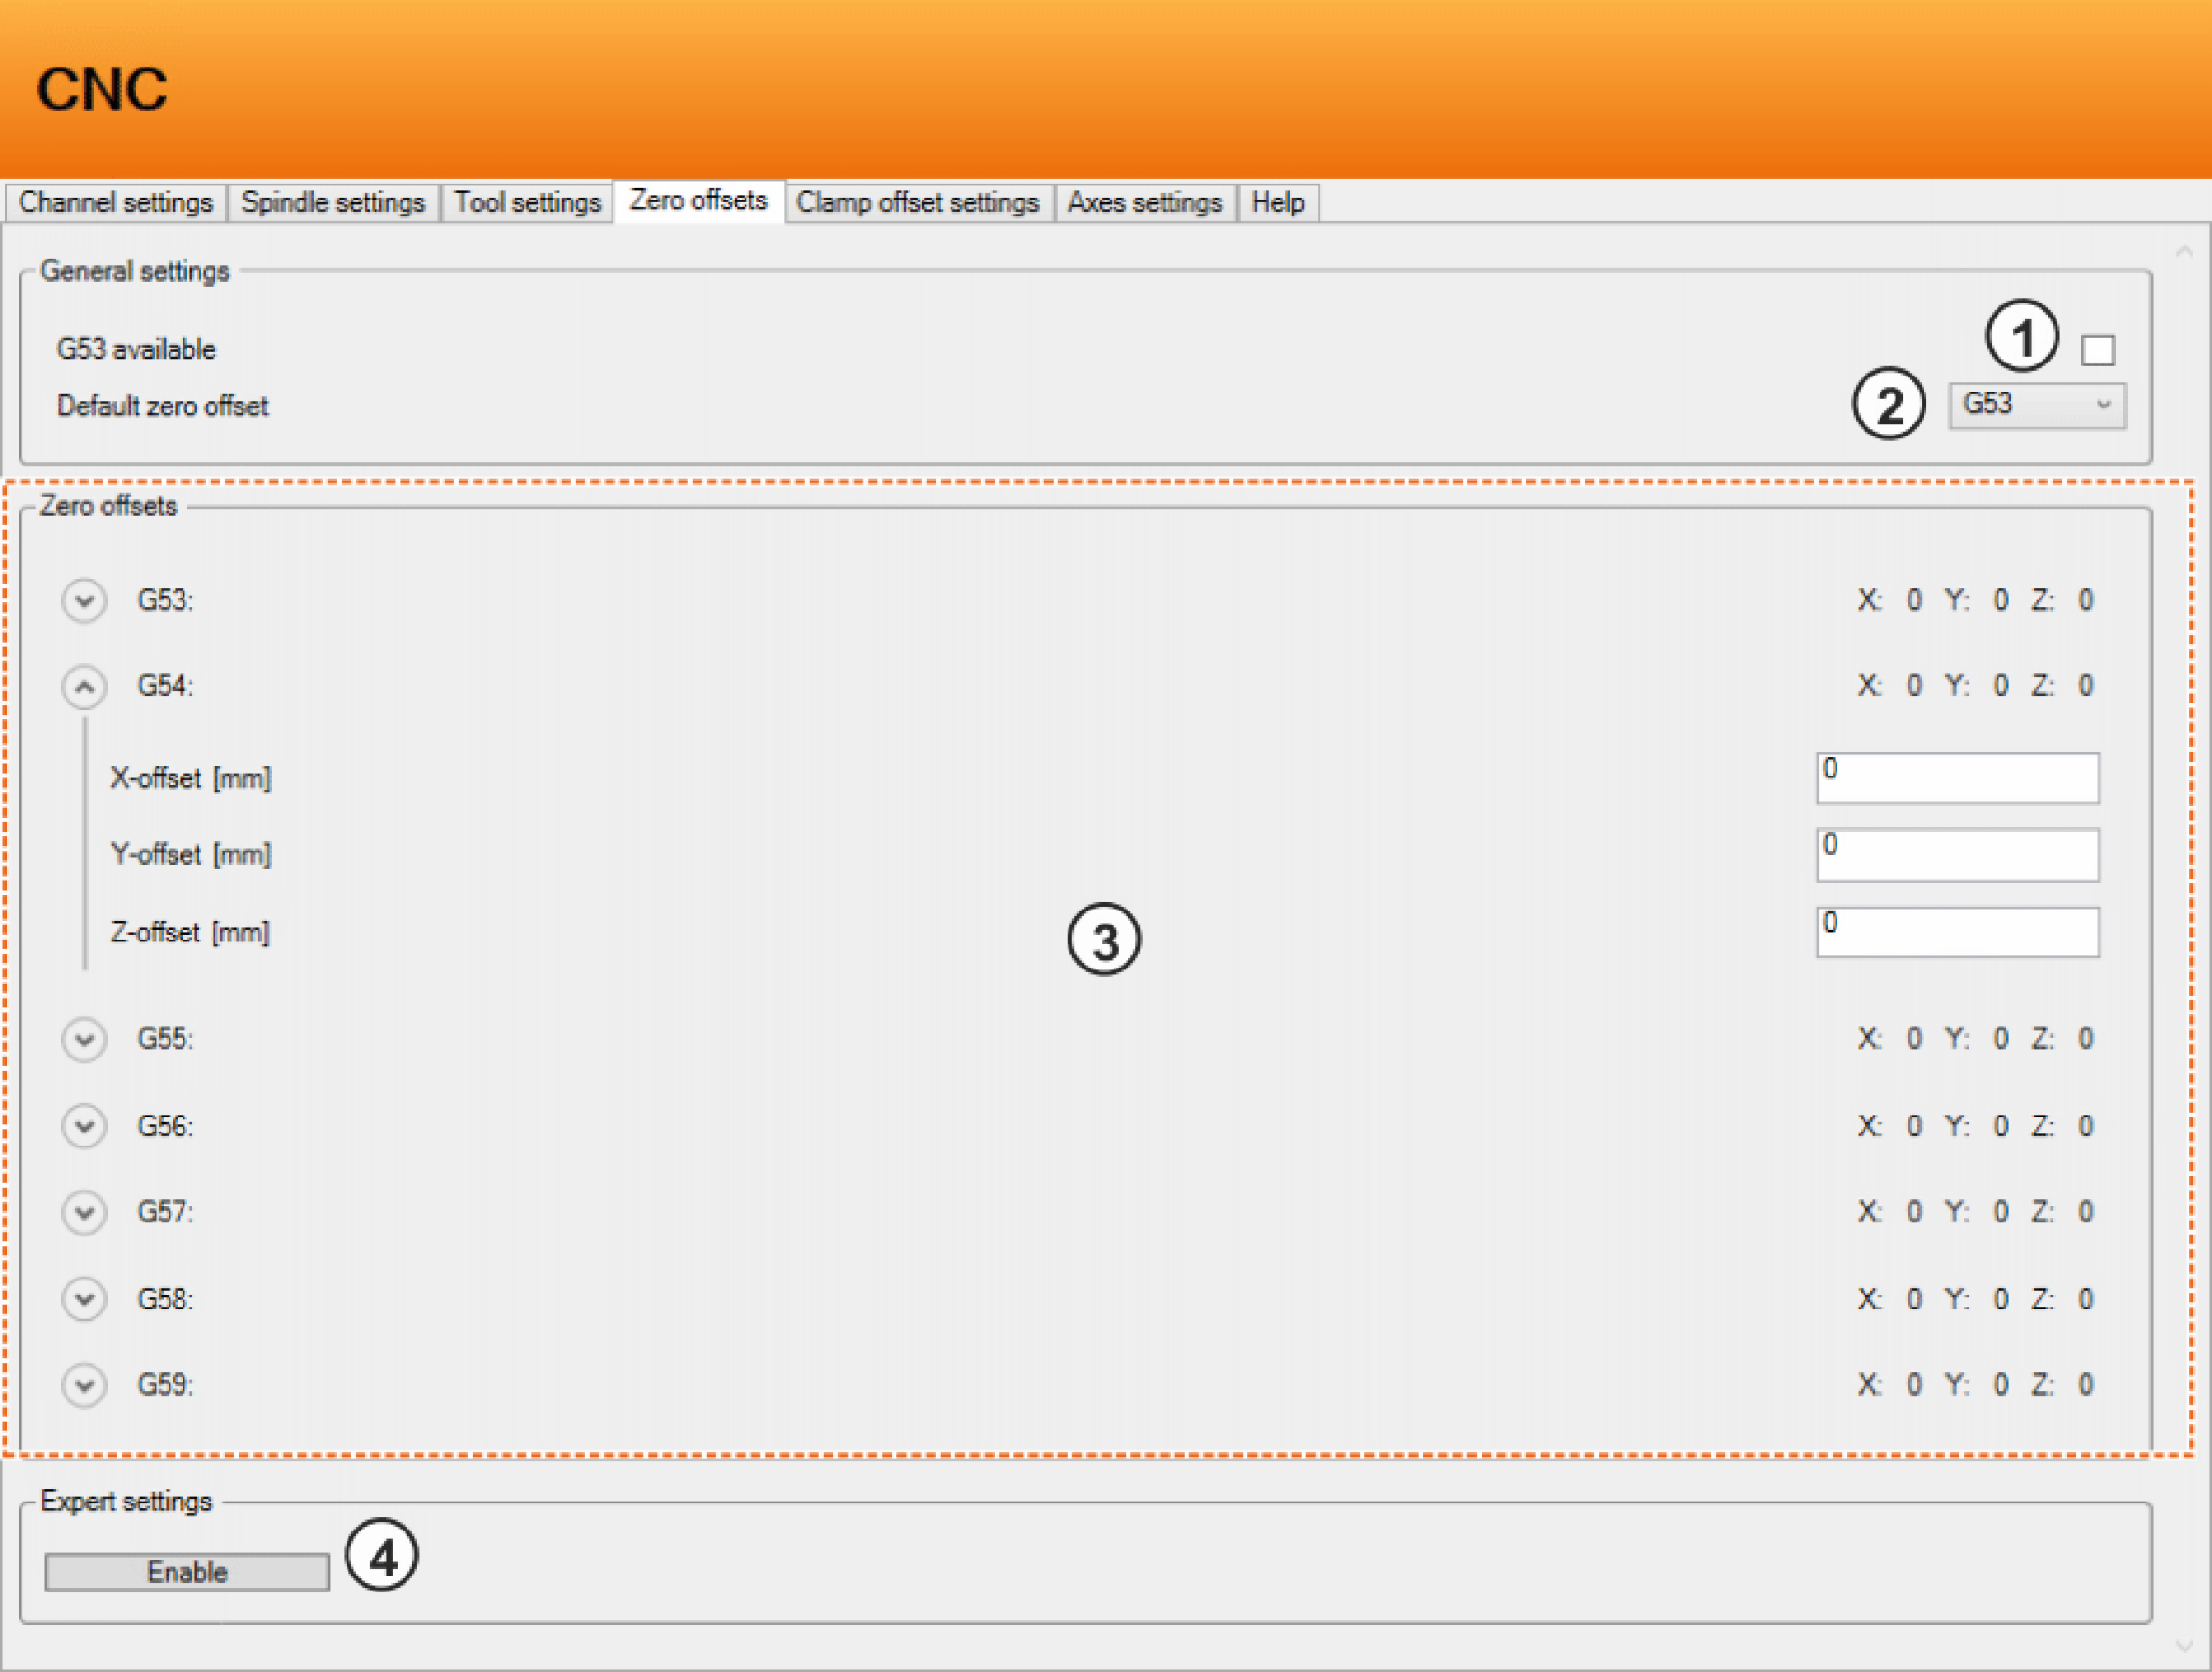 CNC
Channel settings Spindle settings Tool settings Zero offsets Clamp offset settings Axes settings Help
General settings
G53 available 1
Default zero offset 2 G53
Zero offsets
G53: X: 0 Y: 0 Z: 0
G54: X: 0 Y: 0 Z: 0
X-offset [mm] 0
Y-offset [mm] 0
Z-offset [mm] 0
3
G55: X: 0 Y: 0 Z: 0
G56: X: 0 Y: 0 Z: 0
G57: X: 0 Y: 0 Z: 0
G58: X: 0 Y: 0 Z: 0
G59: X: 0 Y: 0 Z: 0
Expert settings
Enable 4